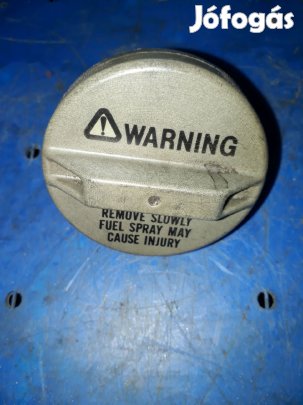 Jófogás
WARNING
REMOVE SLOWLY
FUEL SPRAY MAY
CAUSE INJURY